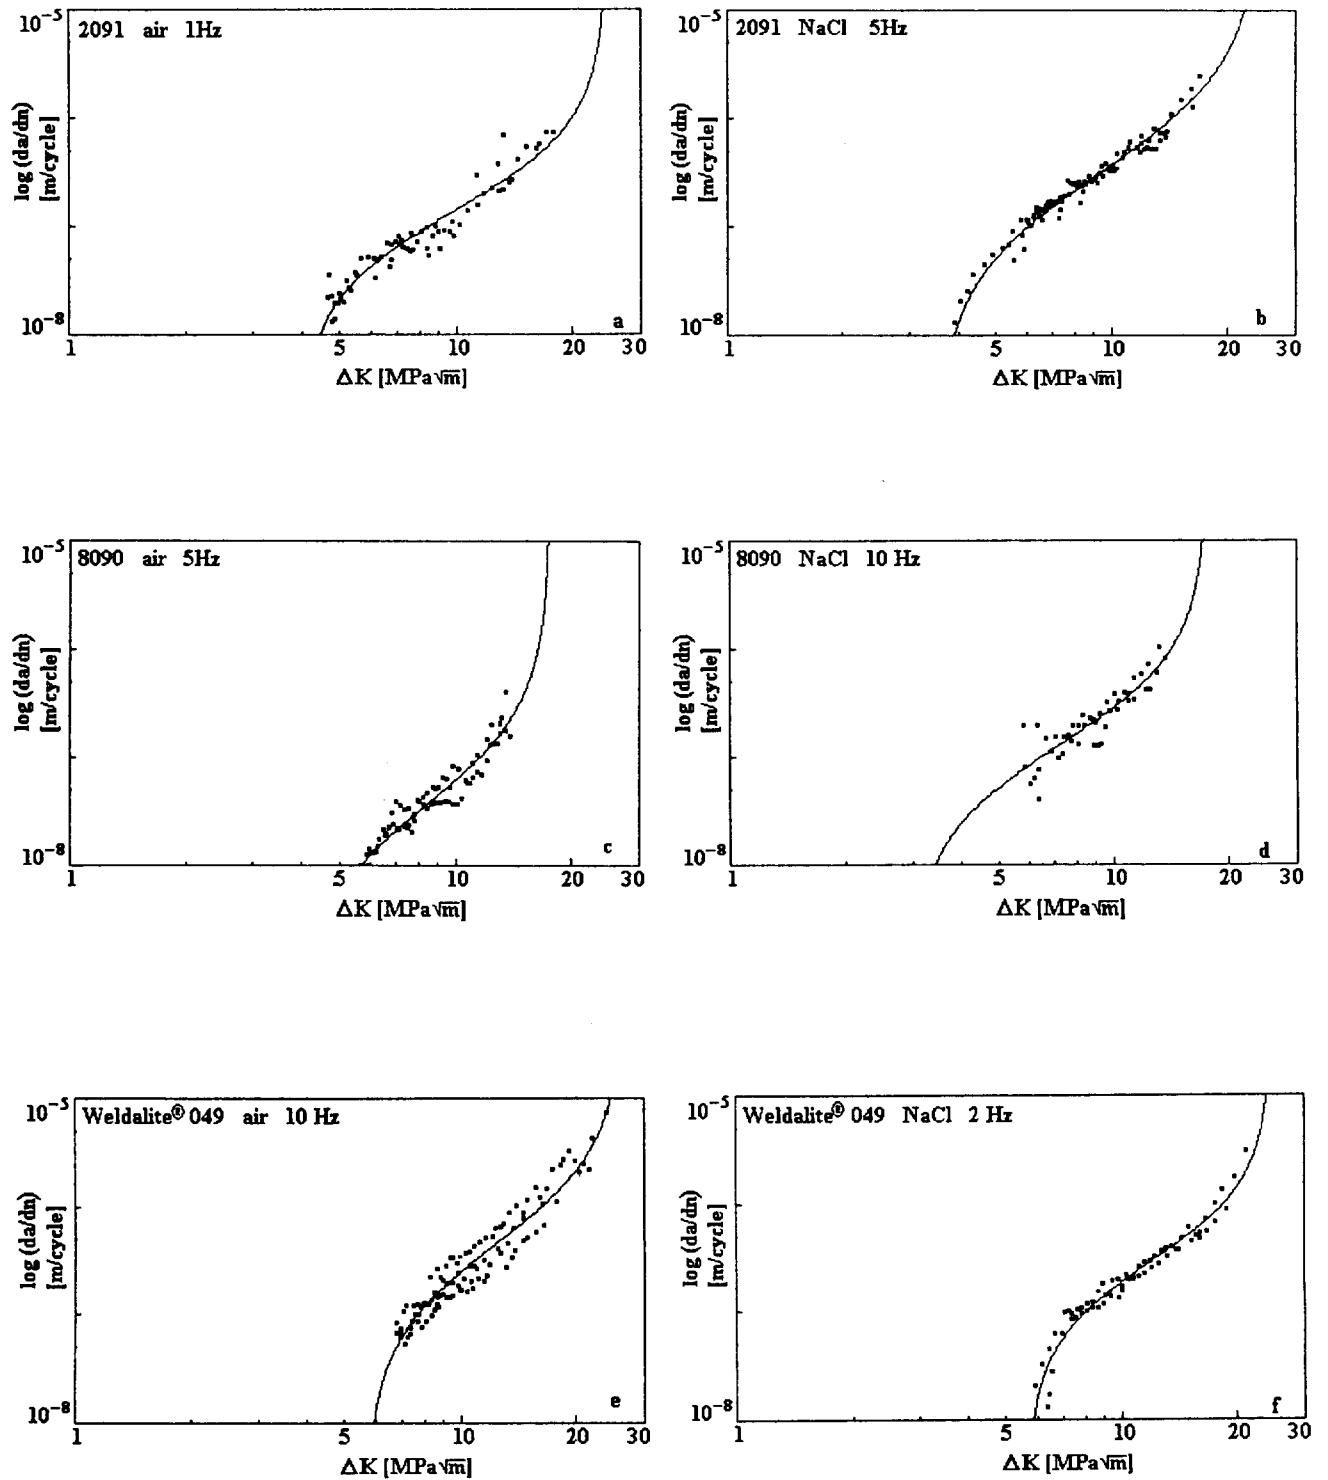 10⁻⁵
2091 air 1Hz
log (da/dn)
[m/cycle]
10⁻⁸
a
1 5 10 20 30
ΔK [MPa√m]
10⁻⁵
2091 NaCl 5Hz
log (da/dn)
[m/cycle]
10⁻⁸
b
1 5 10 20 30
ΔK [MPa√m]
10⁻⁵
8090 air 5Hz
log (da/dn)
[m/cycle]
10⁻⁸
c
1 5 10 20 30
ΔK [MPa√m]
10⁻⁵
8090 NaCl 10 Hz
log (da/dn)
[m/cycle]
10⁻⁸
d
1 5 10 20 30
ΔK [MPa√m]
10⁻⁵
Weldalite® 049 air 10 Hz
log (da/dn)
[m/cycle]
10⁻⁸
e
1 5 10 20 30
ΔK [MPa√m]
10⁻⁵
Weldalite® 049 NaCl 2 Hz
log (da/dn)
[m/cycle]
10⁻⁸
f
1 5 10 20 30
ΔK [MPa√m]